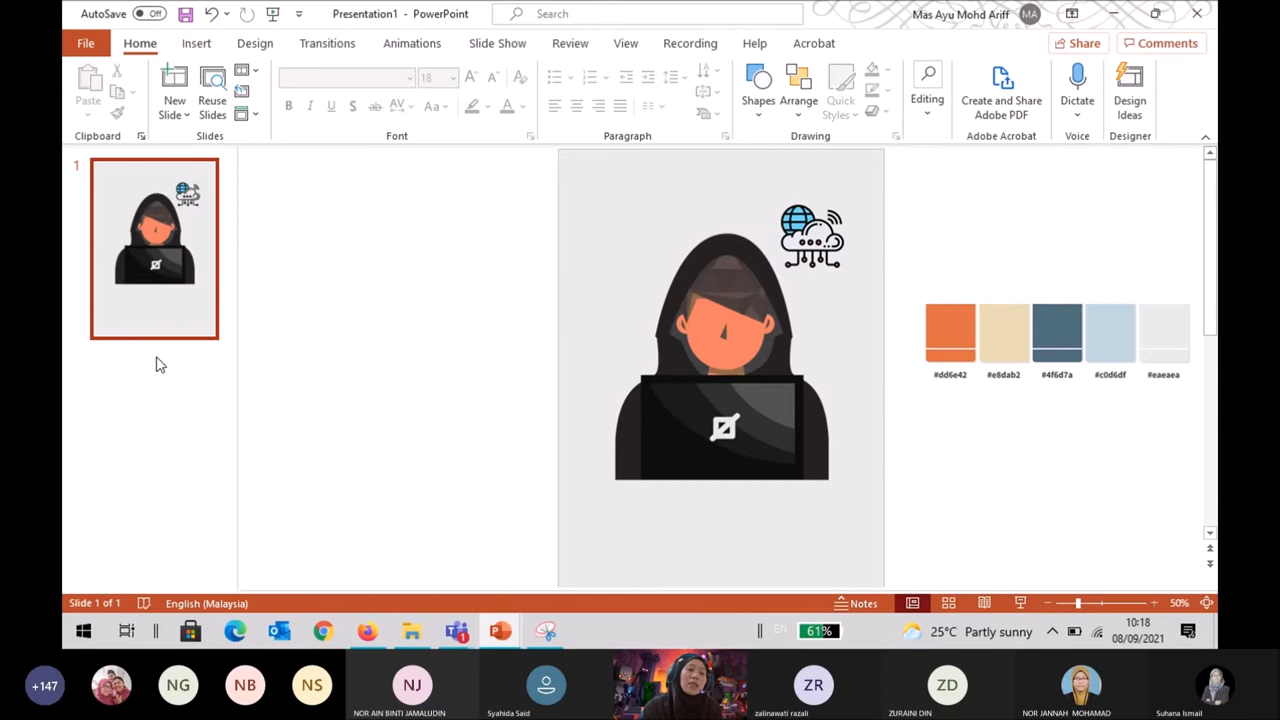 AutoSave Off Presentation1 - PowerPoint Search Mas Ayu Mohd Ariff MA
File Home Insert Design Transitions Animations Slide Show Review View Recording Help Acrobat Share Comments
Paste
New Slide
Reuse Slides
18
B I U S ab AV Aa A
Shapes
Arrange
Quick Styles
Editing
Create and Share Adobe PDF
Dictate
Design Ideas
Clipboard Slides Font Paragraph Drawing Adobe Acrobat Voice Designer
1
#dd6e42 #e8dab2 #4f6d7a #c0d6df #eaeaea
Slide 1 of 1 English (Malaysia) Notes 50%
EN 61% 25°C Partly sunny 10:18
08/09/2021
+147 NG NB NS NJ ZR ZD
NOR AIN BINTI JAMALUDIN Syahida Said zalinawati razali ZURAINI DIN NOR JANNAH MOHAMAD Suhana Ismail